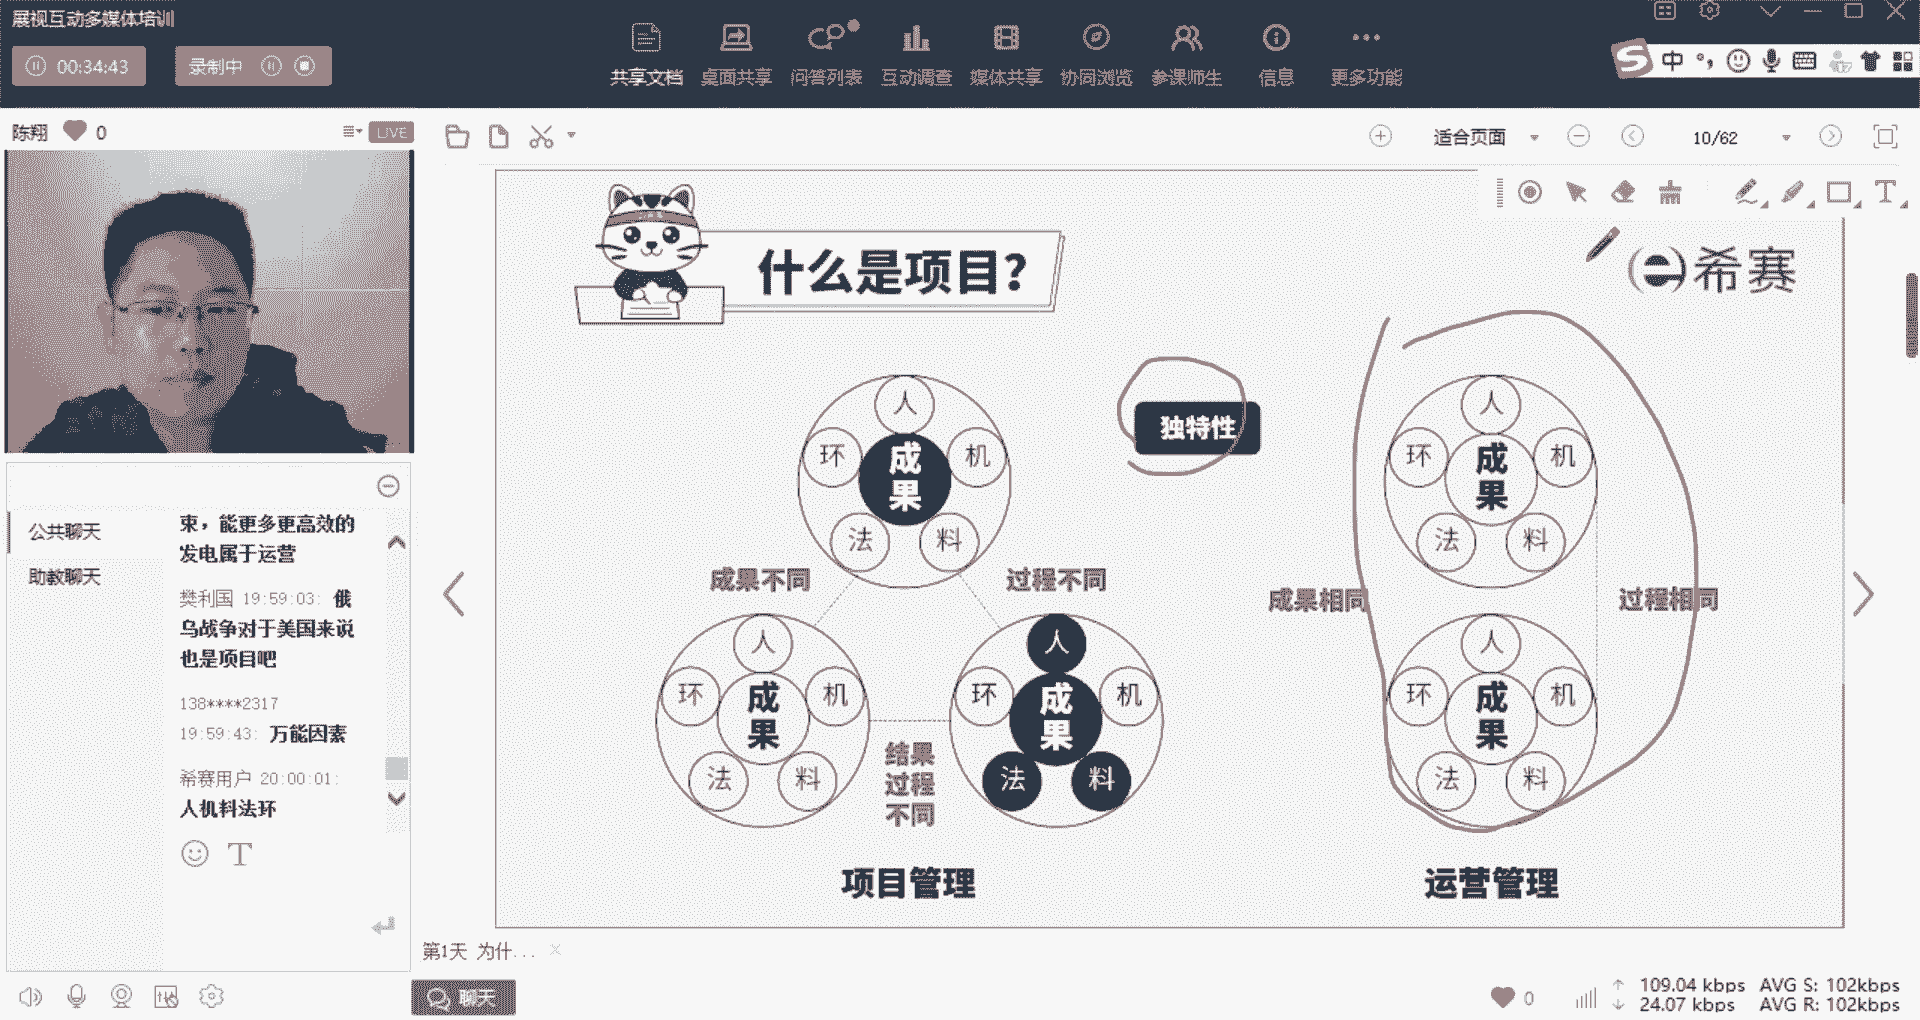 展视互动多媒体培训
00:34:43
录制中
共享文档 桌面共享 问答列表 互动调查 媒体共享 协同浏览 参课师生 信息 更多功能
中
陈翔 0
LIVE
适合页面
10/62
公共聊天
助教聊天
束，能更多更高效的
发电属于运营
樊利国 19:59:03: 俄
乌战争对于美国来说
也是项目吧
138****2317
19:59:43: 万能因素
希赛用户 20:00:01:
人机料法环
什么是项目？
希赛
独特性
人
环
成果
机
法
料
成果不同
过程不同
人
环
成果
机
法
料
结果
过程
不同
人
环
成果
机
法
料
项目管理
人
环
成果
机
法
料
成果相同
过程相同
人
环
成果
机
法
料
运营管理
第1天 为什...
聊天
0
109.04 kbps AVG S: 102kbps
24.07 kbps AVG R: 102kbps